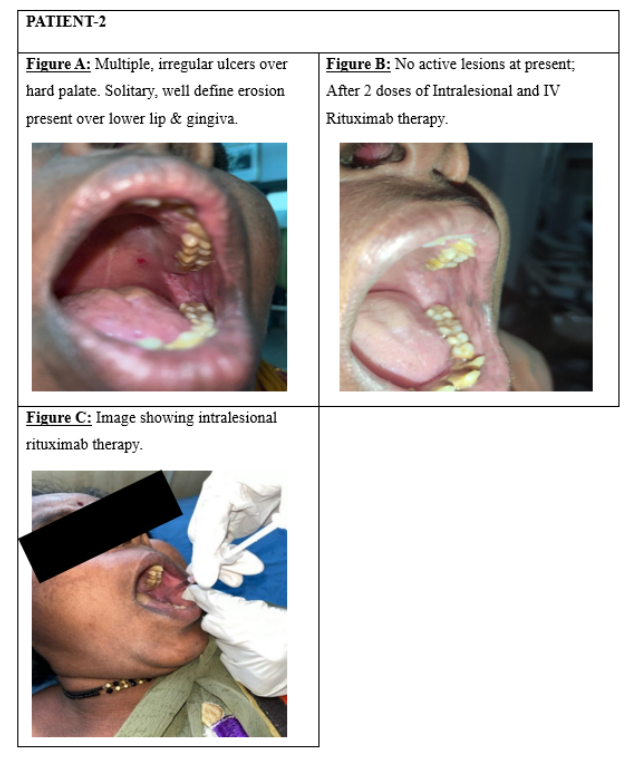 PATIENT-2
Figure A: Multiple, irregular ulcers over
hard palate. Solitary, well define erosion
present over lower lip & gingiva.
Figure B: No active lesions at present;
After 2 doses of Intralesional and IV
Rituximab therapy.
Figure C: Image showing intralesional
rituximab therapy.